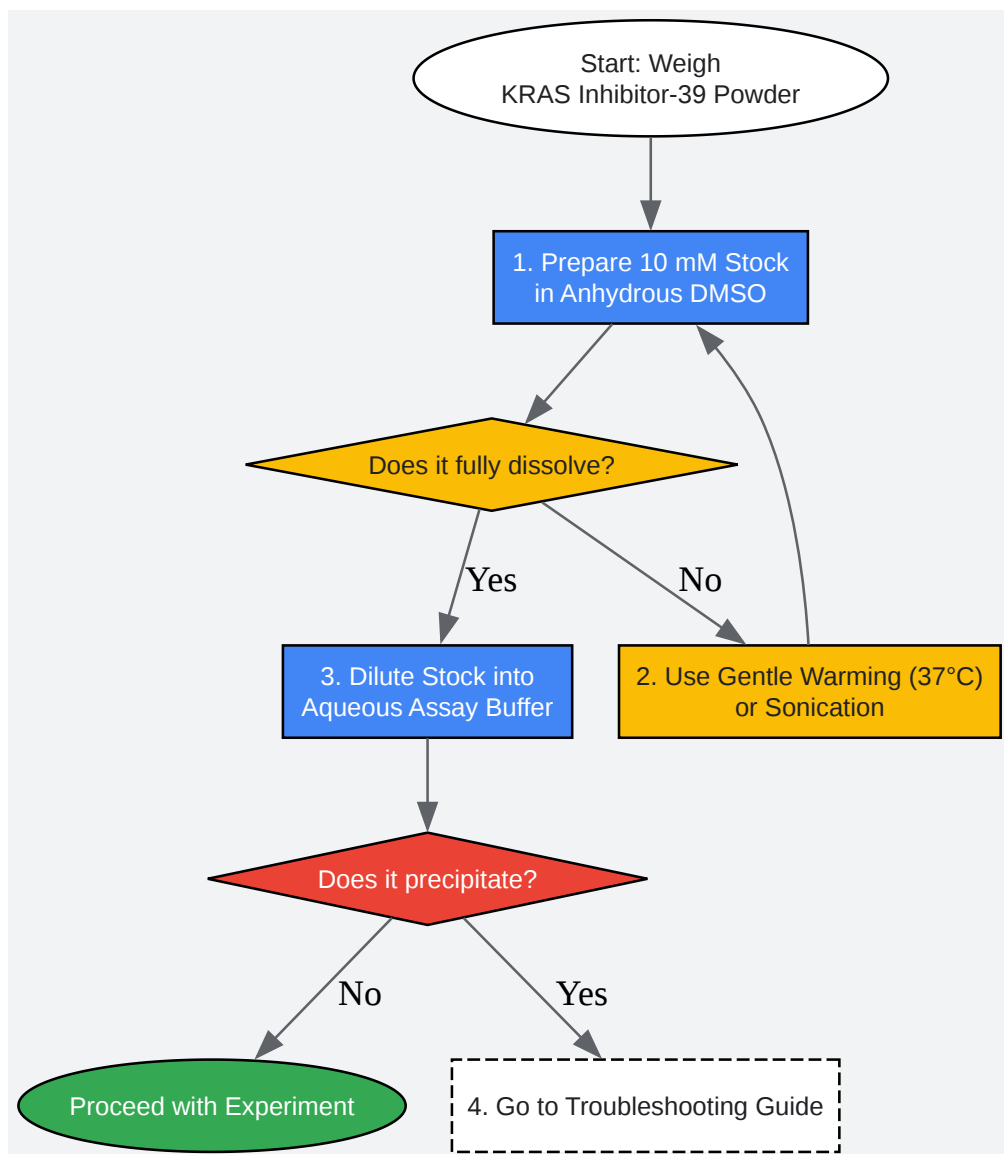 Start: Weigh
KRAS Inhibitor-39 Powder
1. Prepare 10 mM Stock
in Anhydrous DMSO
Does it fully dissolve?
Yes
No
3. Dilute Stock into
Aqueous Assay Buffer
2. Use Gentle Warming (37°C)
or Sonication
Does it precipitate?
No
Yes
Proceed with Experiment
4. Go to Troubleshooting Guide